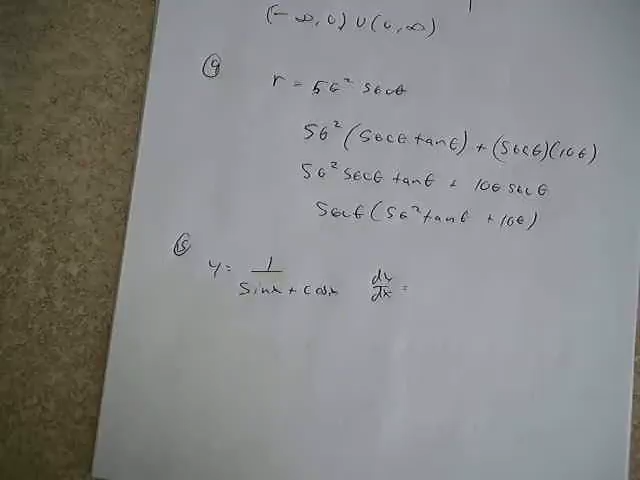 (-∞, 0) ∪ (0, ∞)
9
r = 5θ² secθ
5θ² (secθ tanθ) + (secθ)(10θ)
5θ² secθ tanθ + 10θ secθ
secθ (5θ² tanθ + 10θ)
y = 1 / sinx + cosx dy/dx =